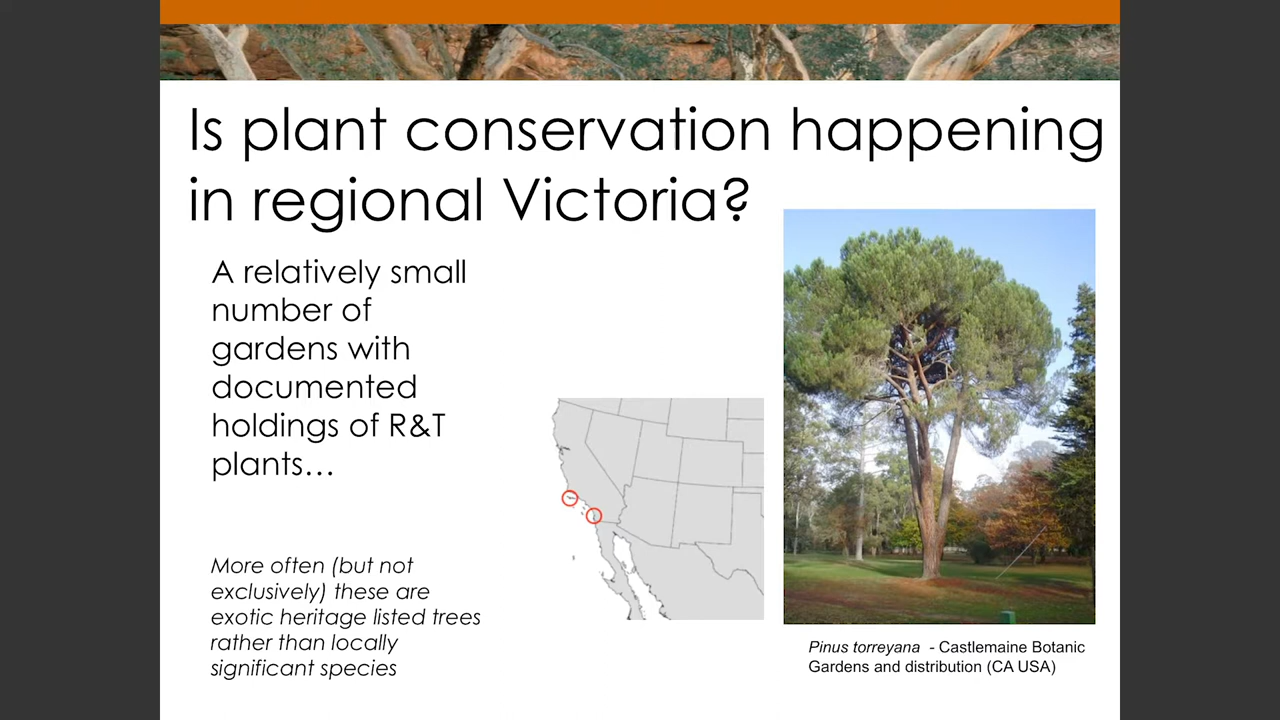 Is plant conservation happening
in regional Victoria?
A relatively small
number of
gardens with
documented
holdings of R&T
plants…
More often (but not
exclusively) these are
exotic heritage listed trees
rather than locally
significant species
Pinus torreyana - Castlemaine Botanic
Gardens and distribution (CA USA)